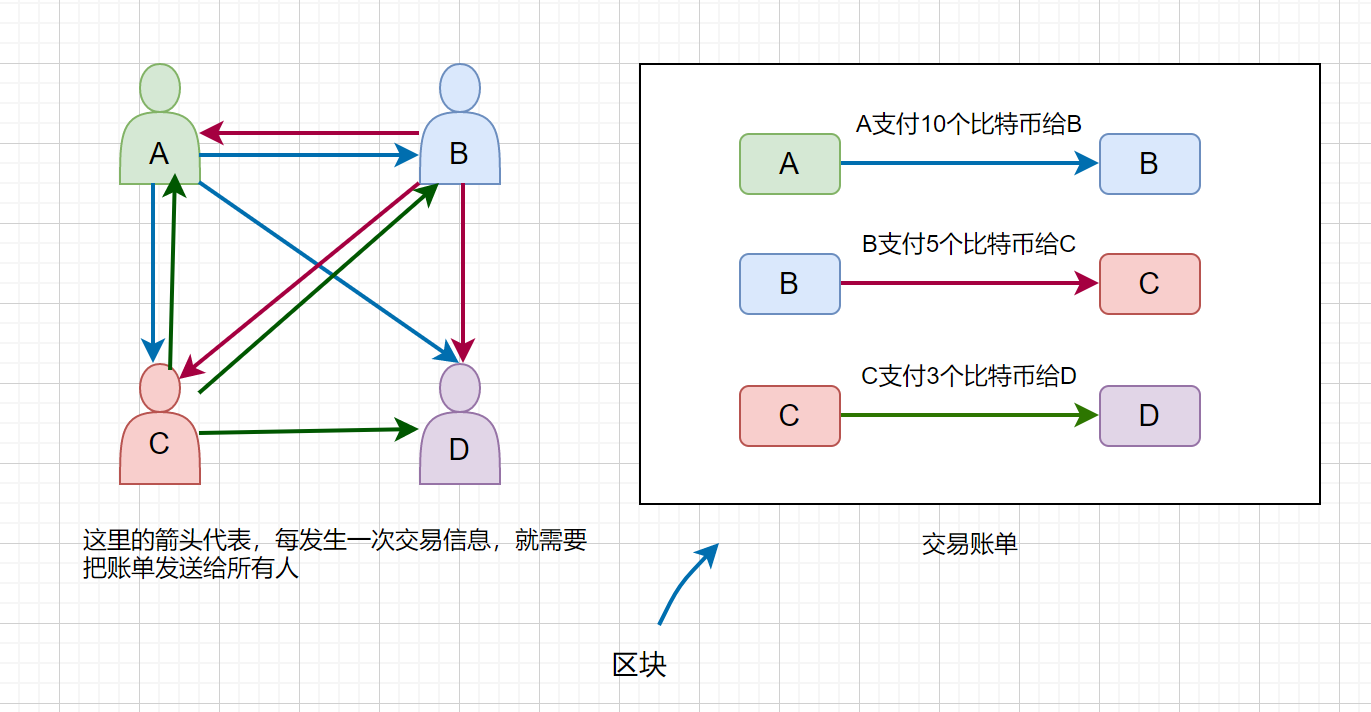 A
B
C
D
这里的箭头代表，每发生一次交易信息，就需要
把账单发送给所有人
A支付10个比特币给B
A
B
B支付5个比特币给C
B
C
C支付3个比特币给D
C
D
交易账单
区块